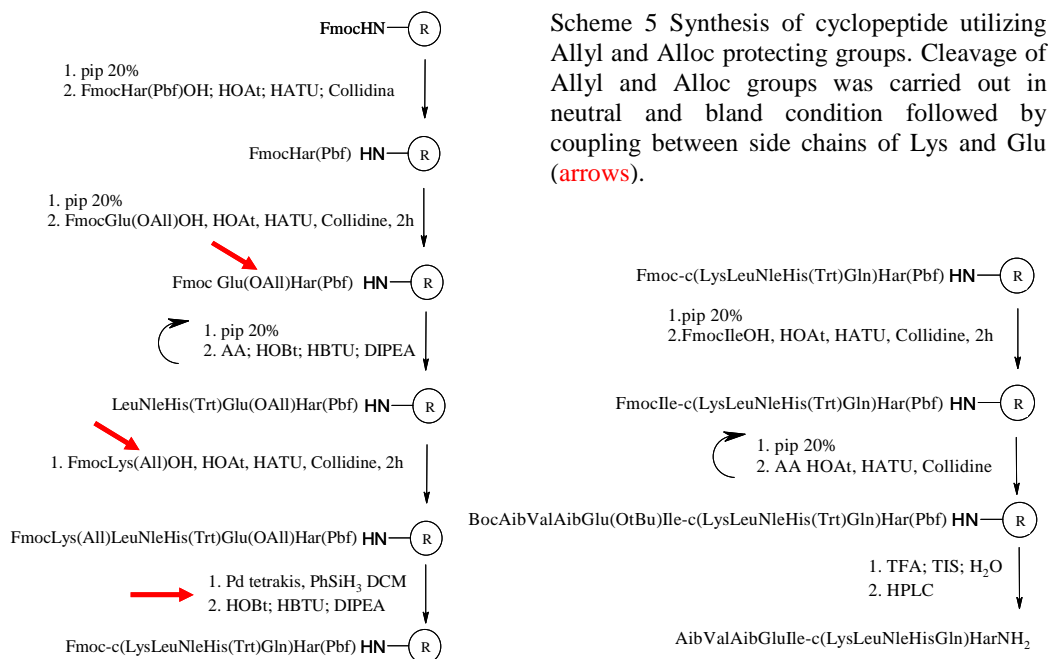 FmocHN R
1. pip 20%
2. FmocHar(Pbf)OH; HOAt; HATU; Collidina
FmocHar(Pbf) HN R
1. pip 20%
2. FmocGlu(OAll)OH, HOAt, HATU, Collidine, 2h
Fmoc Glu(OAll)Har(Pbf) HN R
1. pip 20%
2. AA; HOBt; HBTU; DIPEA
LeuNleHis(Trt)Glu(OAll)Har(Pbf) HN R
1. FmocLys(All)OH, HOAt, HATU, Collidine, 2h
FmocLys(All)LeuNleHis(Trt)Glu(OAll)Har(Pbf) HN R
1. Pd tetrakis, PhSiH3 DCM
2. HOBt; HBTU; DIPEA
Fmoc-c(LysLeuNleHis(Trt)Gln)Har(Pbf) HN R
Scheme 5 Synthesis of cyclopeptide utilizing
Allyl and Alloc protecting groups. Cleavage of
Allyl and Alloc groups was carried out in
neutral and bland condition followed by
coupling between side chains of Lys and Glu
(arrows).
Fmoc-c(LysLeuNleHis(Trt)Gln)Har(Pbf) HN R
1.pip 20%
2.FmocIleOH, HOAt, HATU, Collidine, 2h
FmocIle-c(LysLeuNleHis(Trt)Gln)Har(Pbf) HN R
1. pip 20%
2. AA HOAt, HATU, Collidine
BocAibValAibGlu(OtBu)Ile-c(LysLeuNleHis(Trt)Gln)Har(Pbf) HN R
1. TFA; TIS; H2O
2. HPLC
AibValAibGluIle-c(LysLeuNleHisGln)HarNH2